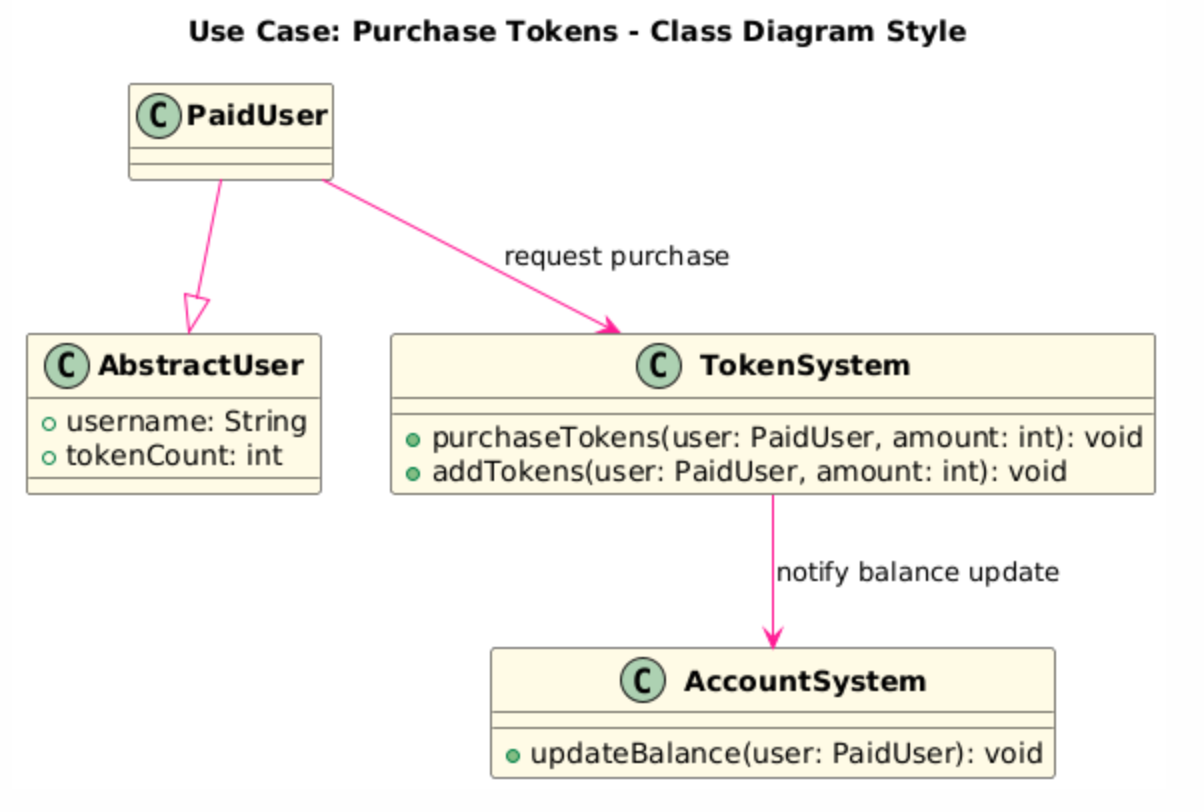 Use Case: Purchase Tokens - Class Diagram Style
C PaidUser
request purchase
C AbstractUser
username: String
tokenCount: int
C TokenSystem
purchaseTokens(user: PaidUser, amount: int): void
addTokens(user: PaidUser, amount: int): void
notify balance update
C AccountSystem
updateBalance(user: PaidUser): void